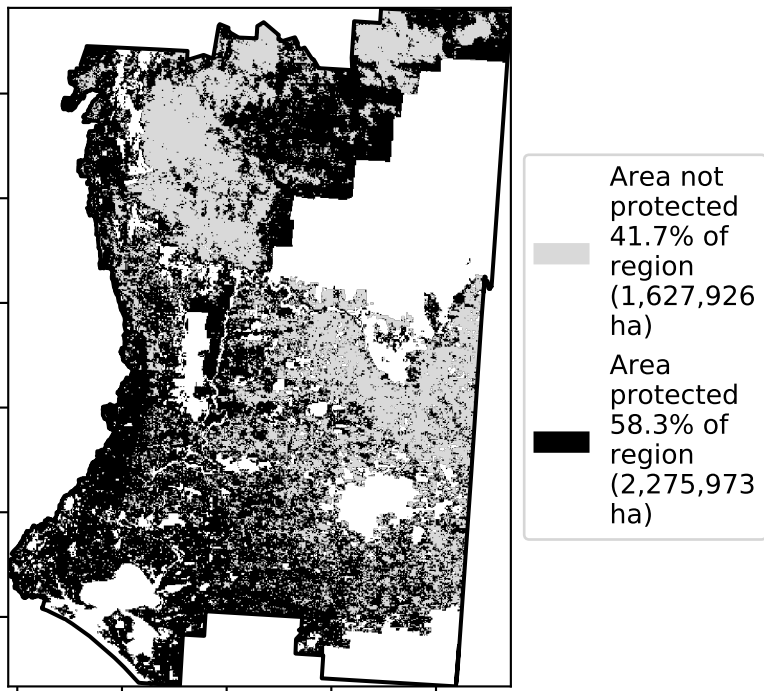 Area not
protected
41.7% of
region
(1,627,926
ha)
Area
protected
58.3% of
region
(2,275,973
ha)